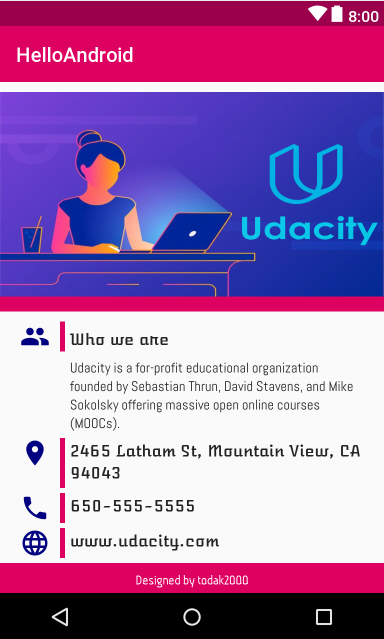 8:00
HelloAndroid
Udacity
Who we are
Udacity is a for-profit educational organization
founded by Sebastian Thrun, David Stavens, and Mike
Sokolsky offering massive open online courses
(MOOCs).
2465 Latham St, Mountain View, CA
94043
650-555-5555
www.udacity.com
Designed by todak2000